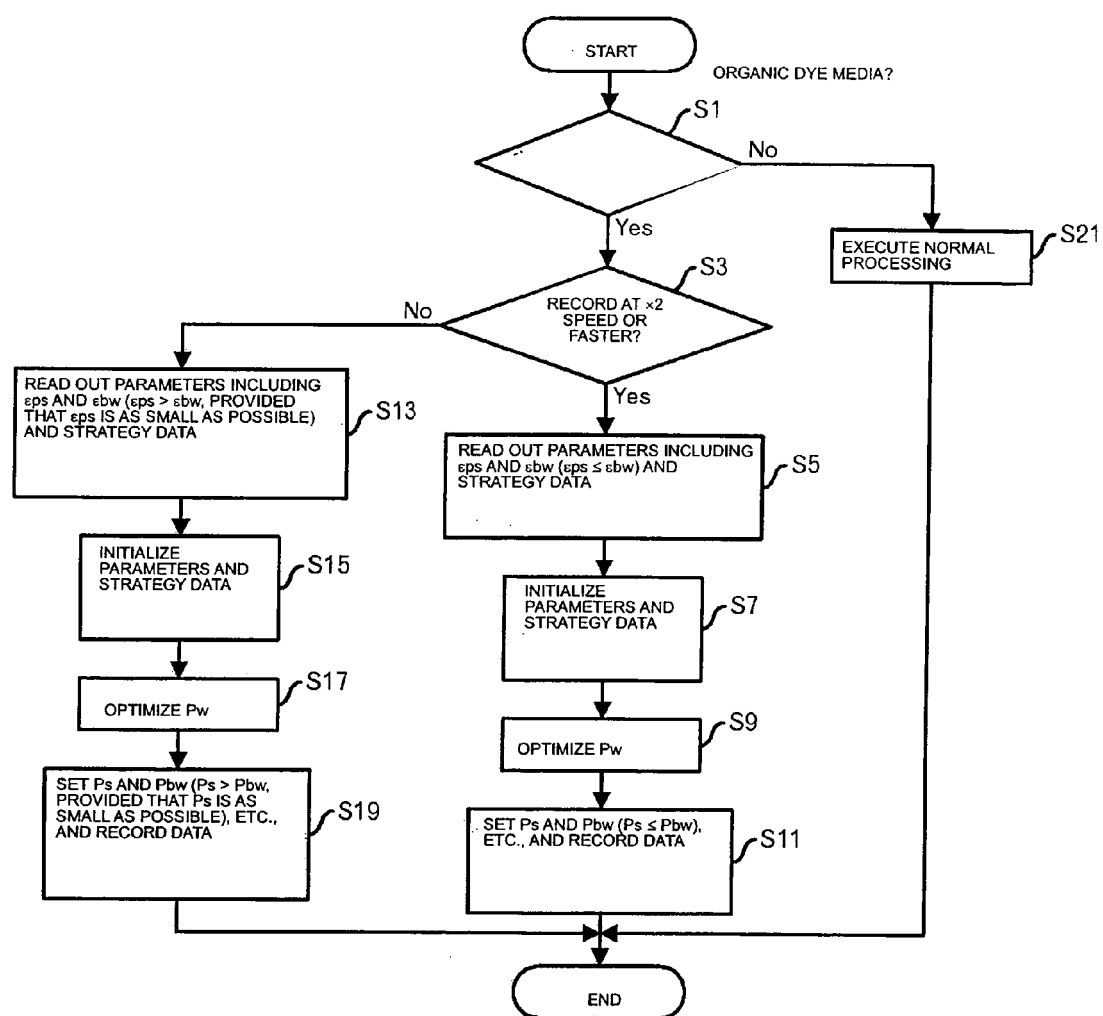 START
ORGANIC DYE MEDIA?
S1
No
Yes
EXECUTE NORMAL
PROCESSING
S21
S3
RECORD AT ×2
SPEED OR
FASTER?
No
Yes
READ OUT PARAMETERS INCLUDING
εps AND εbw (εps > εbw, PROVIDED
THAT εps IS AS SMALL AS POSSIBLE)
AND STRATEGY DATA
S13
READ OUT PARAMETERS INCLUDING
εps AND εbw (εps ≤ εbw) AND
STRATEGY DATA
S5
INITIALIZE
PARAMETERS AND
STRATEGY DATA
S15
INITIALIZE
PARAMETERS AND
STRATEGY DATA
S7
OPTIMIZE Pw
S17
OPTIMIZE Pw
S9
SET Ps AND Pbw (Ps > Pbw,
PROVIDED THAT Ps IS AS
SMALL AS POSSIBLE), ETC.,
AND RECORD DATA
S19
SET Ps AND Pbw (Ps ≤ Pbw),
ETC., AND RECORD DATA
S11
END